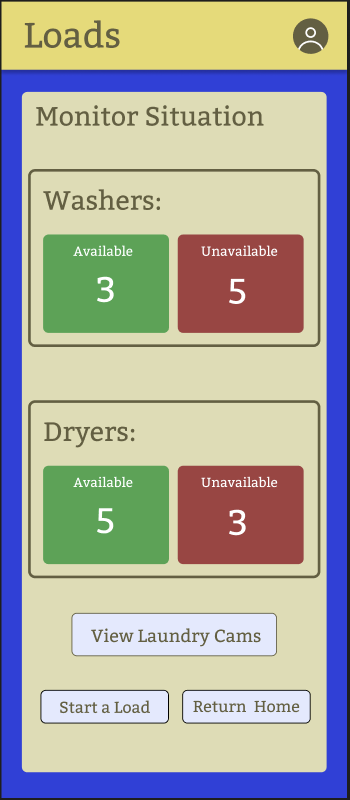 Loads
Monitor Situation
Washers:
Available
3
Unavailable
5
Dryers:
Available
5
Unavailable
3
View Laundry Cams
Start a Load
Return Home